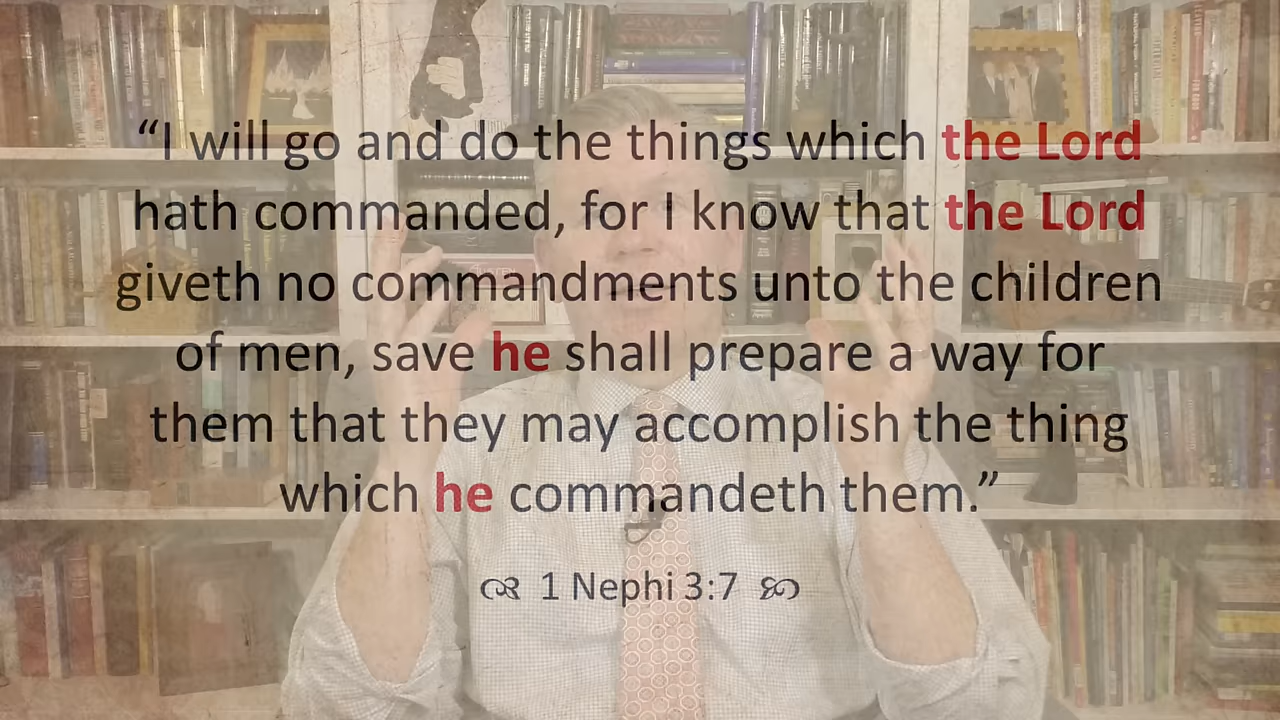 “I will go and do the things which the Lord
hath commanded, for I know that the Lord
giveth no commandments unto the children
of men, save he shall prepare a way for
them that they may accomplish the thing
which he commandeth them.”
1 Nephi 3:7